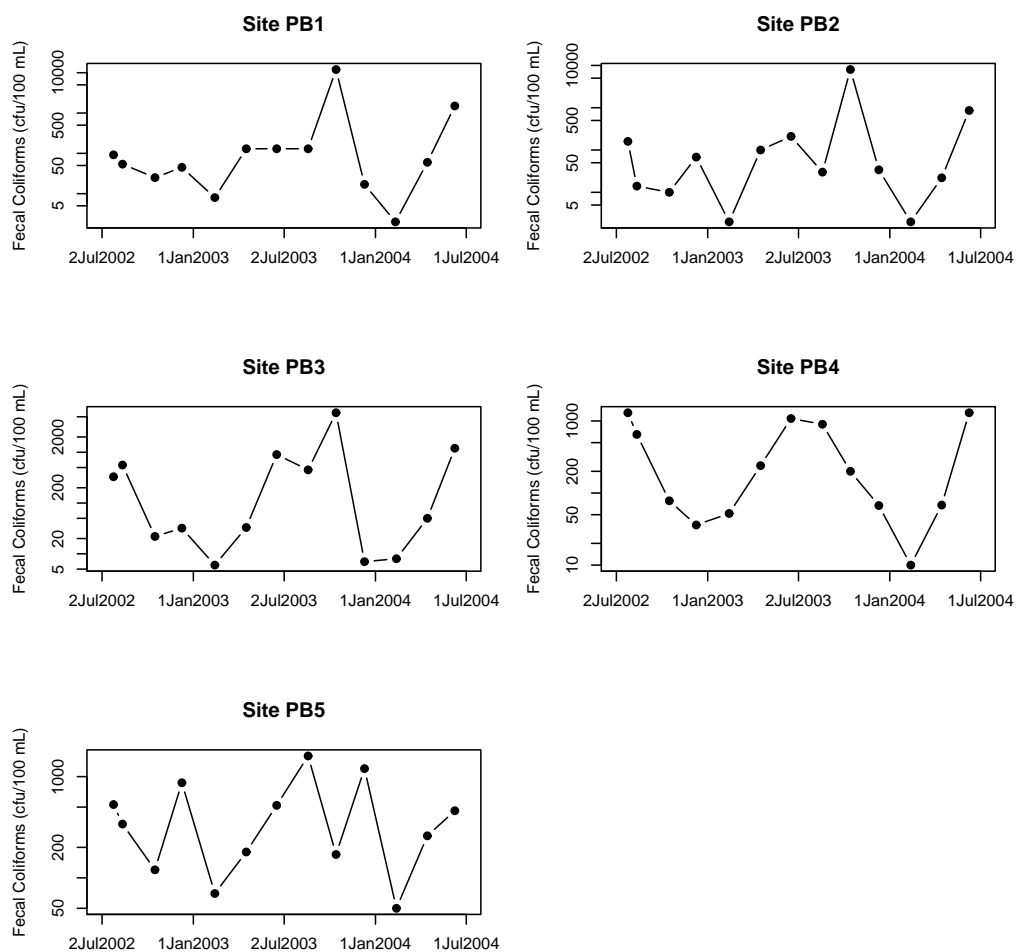 Site PB1
Fecal Coliforms (cfu/100 mL)
10000
500
50
5
2Jul2002 1Jan2003 2Jul2003 1Jan2004 1Jul2004
Site PB2
Fecal Coliforms (cfu/100 mL)
10000
500
50
5
2Jul2002 1Jan2003 2Jul2003 1Jan2004 1Jul2004
Site PB3
Fecal Coliforms (cfu/100 mL)
2000
200
20
5
2Jul2002 1Jan2003 2Jul2003 1Jan2004 1Jul2004
Site PB4
Fecal Coliforms (cfu/100 mL)
1000
200
50
10
2Jul2002 1Jan2003 2Jul2003 1Jan2004 1Jul2004
Site PB5
Fecal Coliforms (cfu/100 mL)
1000
200
50
2Jul2002 1Jan2003 2Jul2003 1Jan2004 1Jul2004